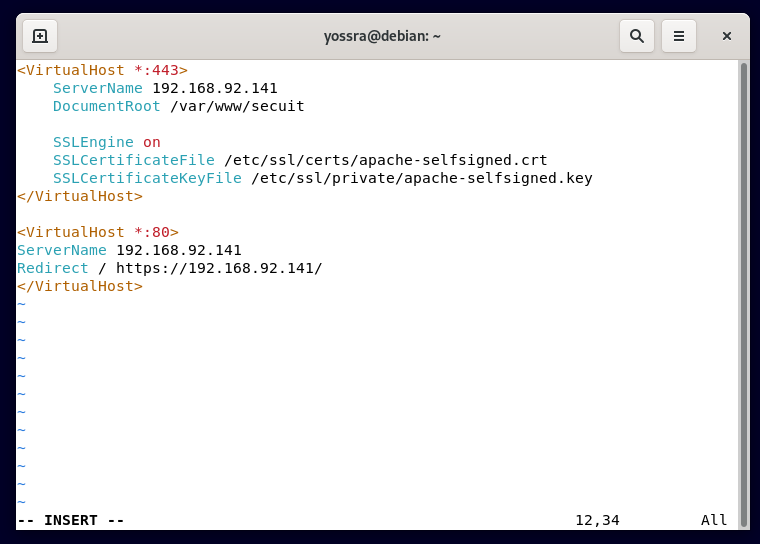 yossra@debian: ~
<VirtualHost *:443>
    ServerName 192.168.92.141
    DocumentRoot /var/www/secuit

    SSLEngine on
    SSLCertificateFile /etc/ssl/certs/apache-selfsigned.crt
    SSLCertificateKeyFile /etc/ssl/private/apache-selfsigned.key
</VirtualHost>

<VirtualHost *:80>
ServerName 192.168.92.141
Redirect / https://192.168.92.141/
</VirtualHost>
~
~
~
~
~
~
~
~
~
~
~
~
-- INSERT -- 12,34 All